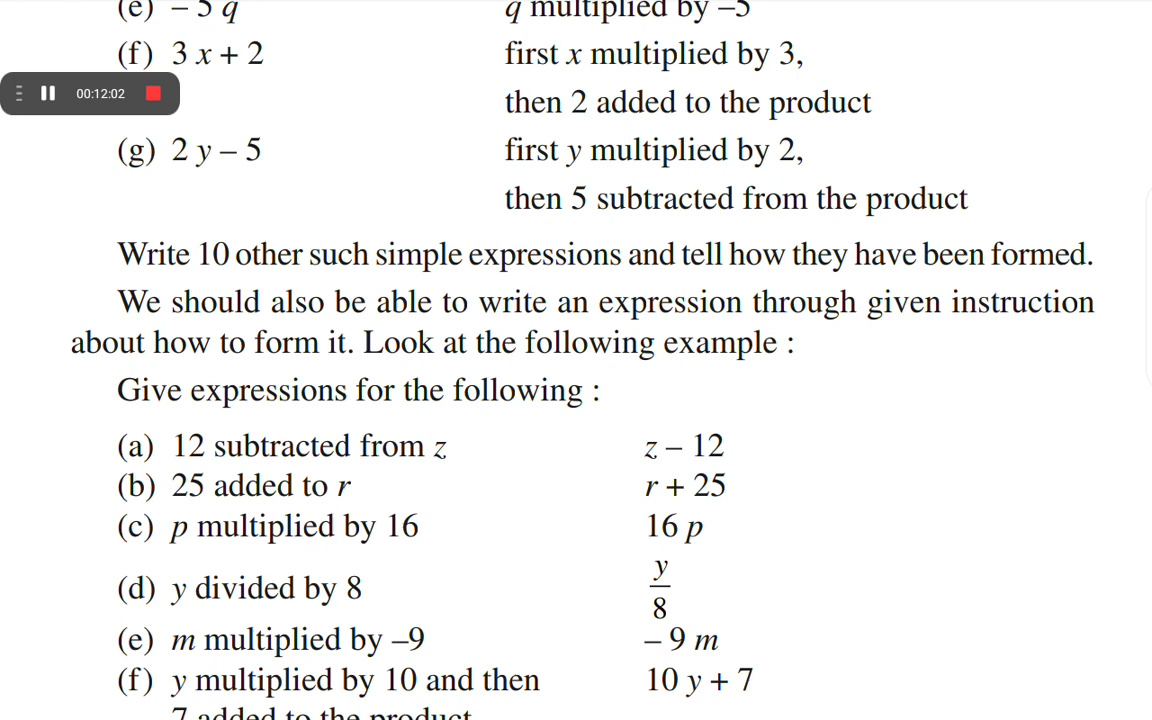 (e) – 5 q q multiplied by –5
(f) 3 x + 2 first x multiplied by 3,
00:12:02
then 2 added to the product
(g) 2 y – 5 first y multiplied by 2,
then 5 subtracted from the product
Write 10 other such simple expressions and tell how they have been formed.
We should also be able to write an expression through given instruction
about how to form it. Look at the following example :
Give expressions for the following :
(a) 12 subtracted from z z – 12
(b) 25 added to r r + 25
(c) p multiplied by 16 16 p
(d) y divided by 8 y/8
(e) m multiplied by –9 – 9 m
(f) y multiplied by 10 and then 10 y + 7
7 added to the product